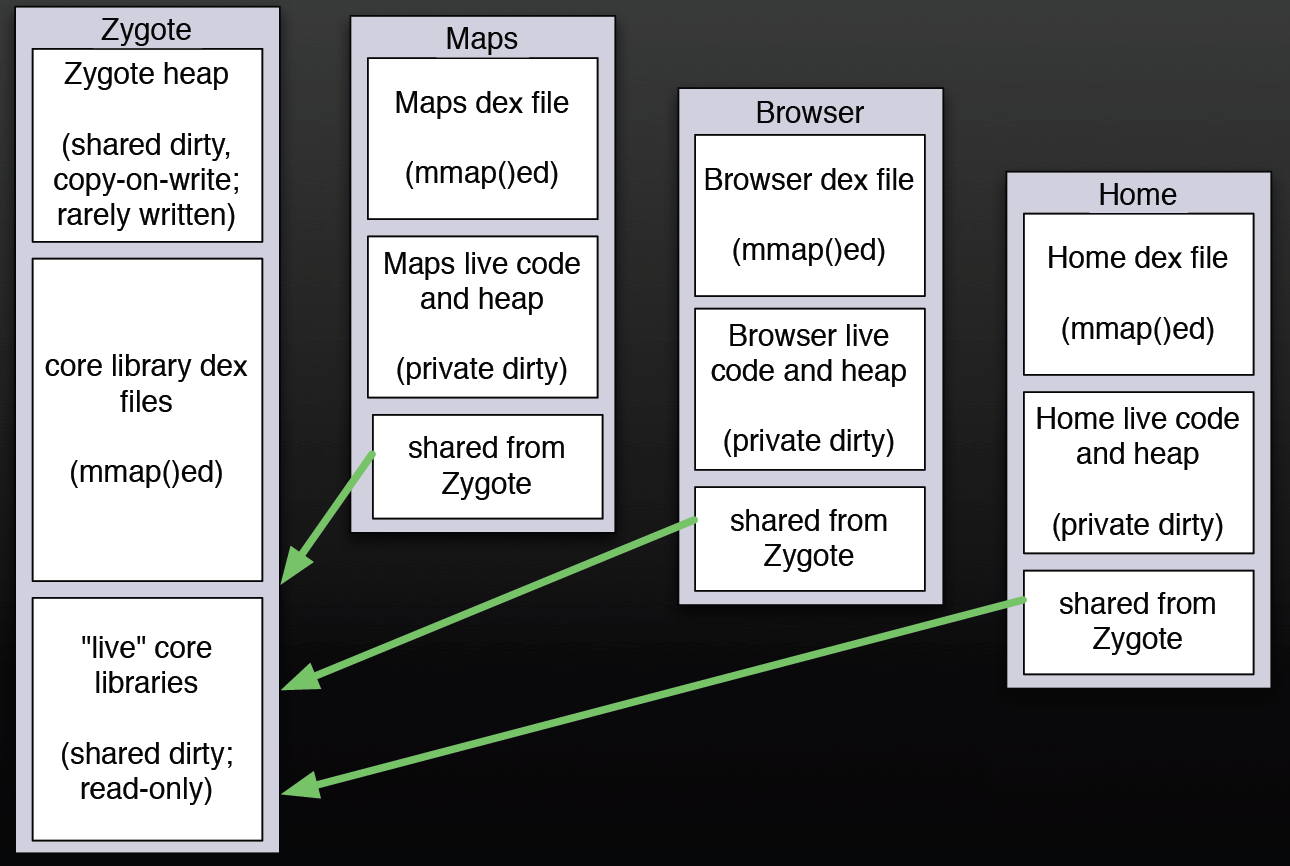 Zygote
Zygote heap
(shared dirty,
copy-on-write;
rarely written)
core library dex
files
(mmap()ed)
"live" core
libraries
(shared dirty;
read-only)
Maps
Maps dex file
(mmap()ed)
Maps live code
and heap
(private dirty)
shared from
Zygote
Browser
Browser dex file
(mmap()ed)
Browser live
code and heap
(private dirty)
shared from
Zygote
Home
Home dex file
(mmap()ed)
Home live code
and heap
(private dirty)
shared from
Zygote